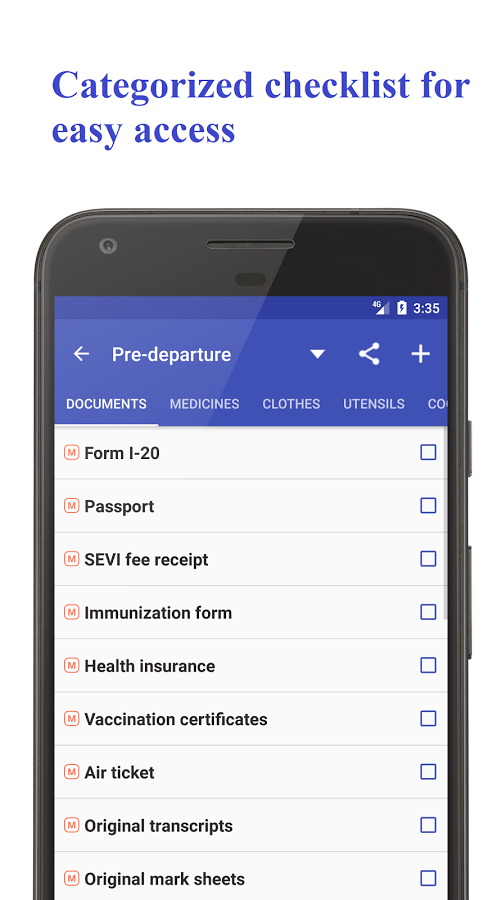 Categorized checklist for
easy access
4G 3:35
Pre-departure
DOCUMENTS MEDICINES CLOTHES UTENSILS COO
M Form I-20
M Passport
M SEVI fee receipt
M Immunization form
M Health insurance
M Vaccination certificates
M Air ticket
M Original transcripts
M Original mark sheets